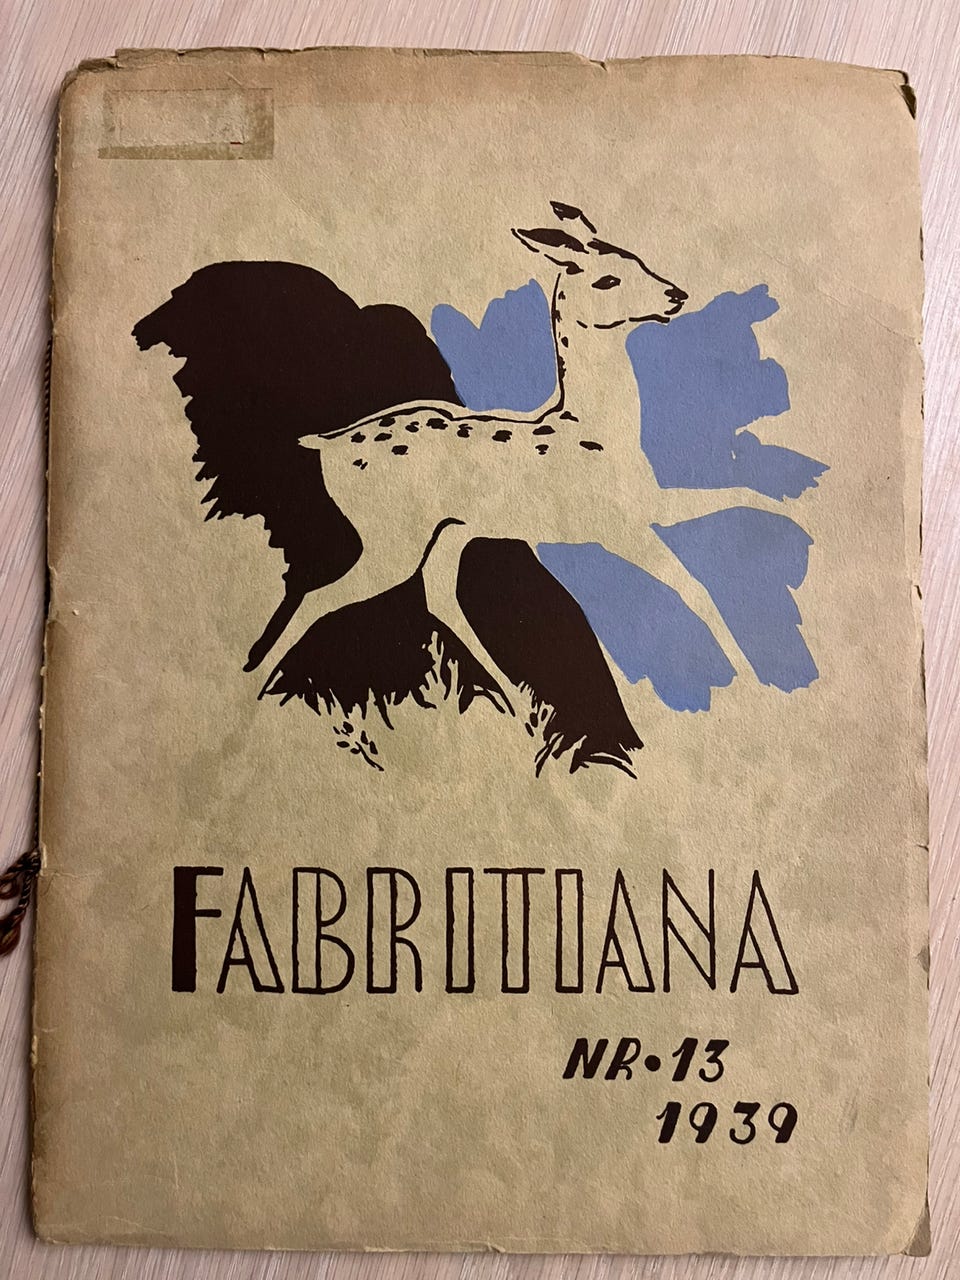 FABRITIANA
NR • 13
1939